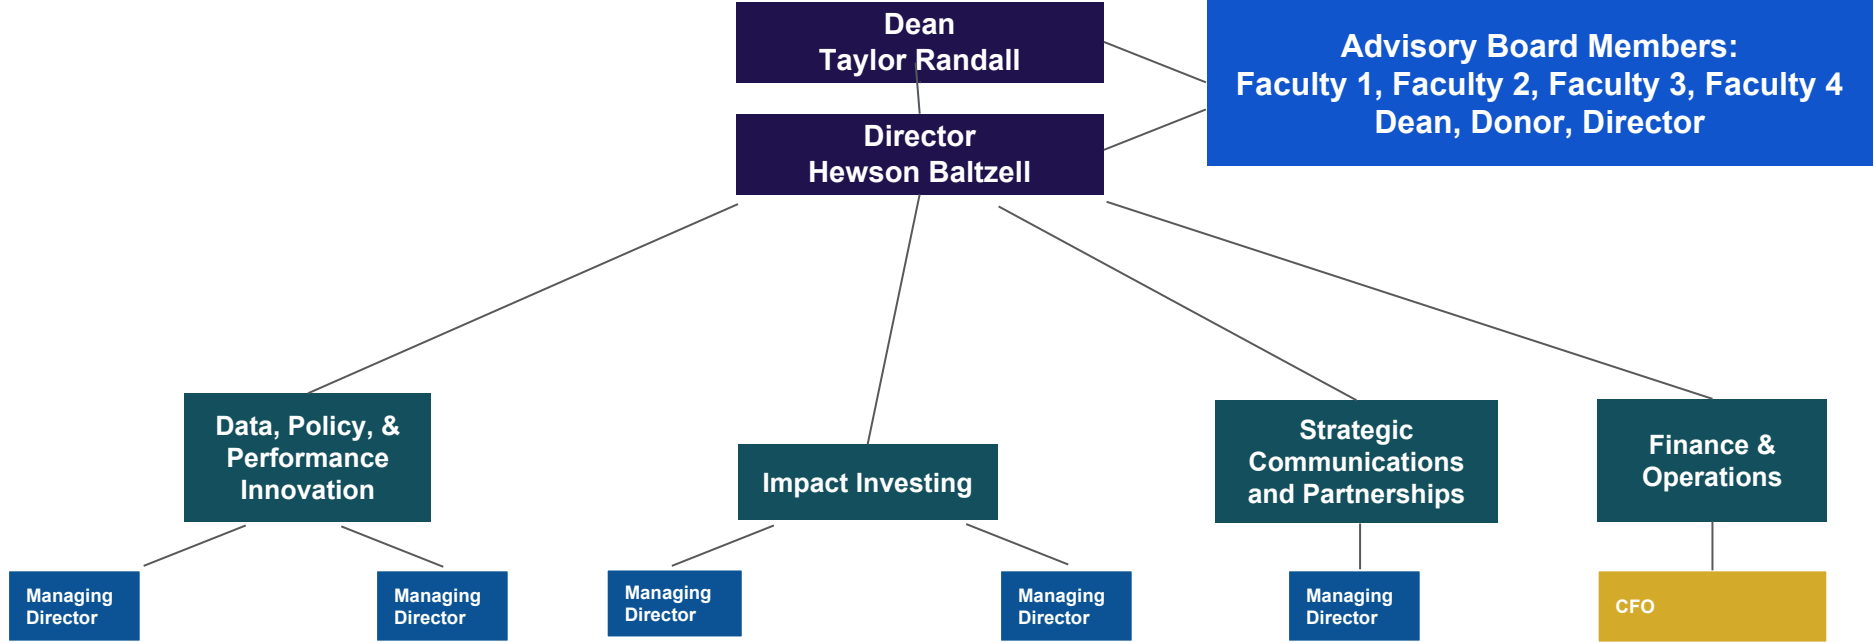 Dean
Taylor Randall
Advisory Board Members:
Faculty 1, Faculty 2, Faculty 3, Faculty 4
Dean, Donor, Director
Director
Hewson Baltzell
Data, Policy, &
Performance
Innovation
Impact Investing
Strategic
Communications
and Partnerships
Finance &
Operations
Managing
Director
Managing
Director
Managing
Director
Managing
Director
Managing
Director
CFO